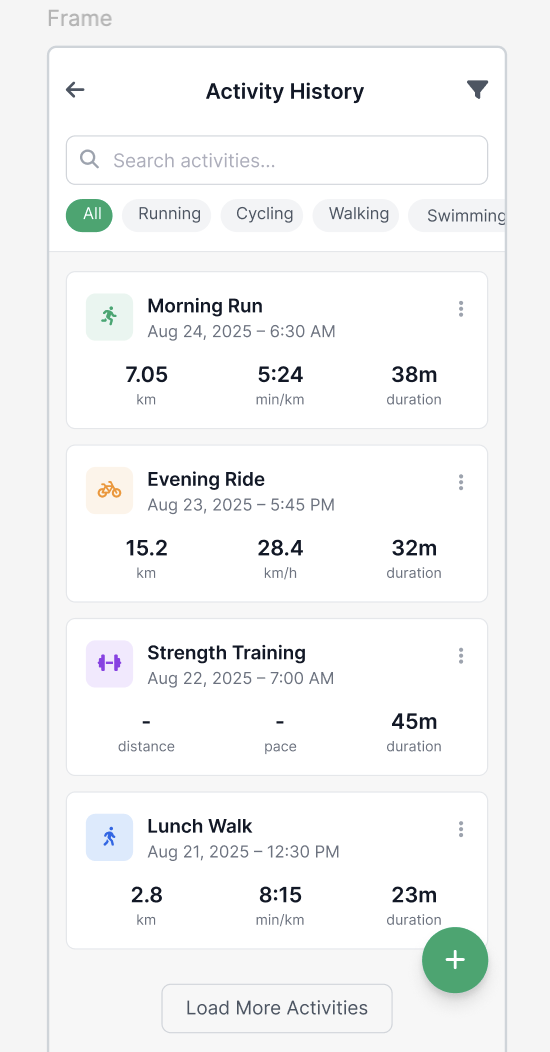 Frame
Activity History
Search activities...
All Running Cycling Walking Swimming
Morning Run
Aug 24, 2025 – 6:30 AM
7.05 5:24 38m
km min/km duration
Evening Ride
Aug 23, 2025 – 5:45 PM
15.2 28.4 32m
km km/h duration
Strength Training
Aug 22, 2025 – 7:00 AM
- - 45m
distance pace duration
Lunch Walk
Aug 21, 2025 – 12:30 PM
2.8 8:15 23m
km min/km duration
+
Load More Activities